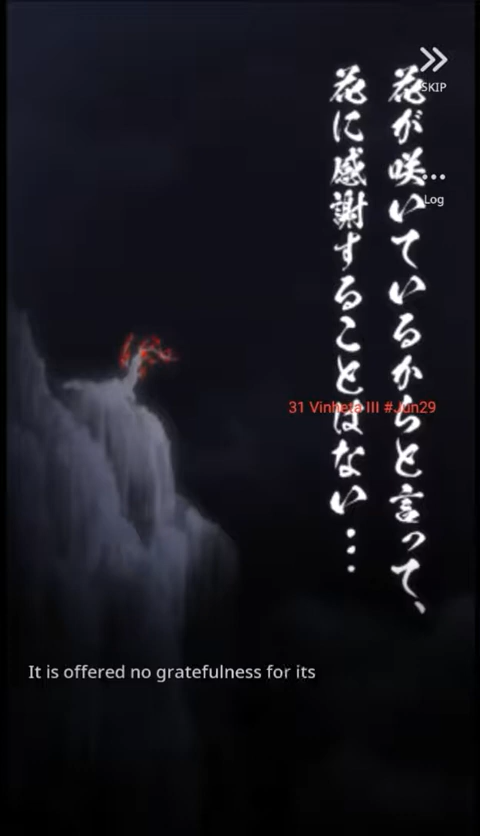 花が咲いているからと言って、
花に感謝することはない・・・
SKIP
...
Log
31 Vinheta III #Jun29
It is offered no gratefulness for its